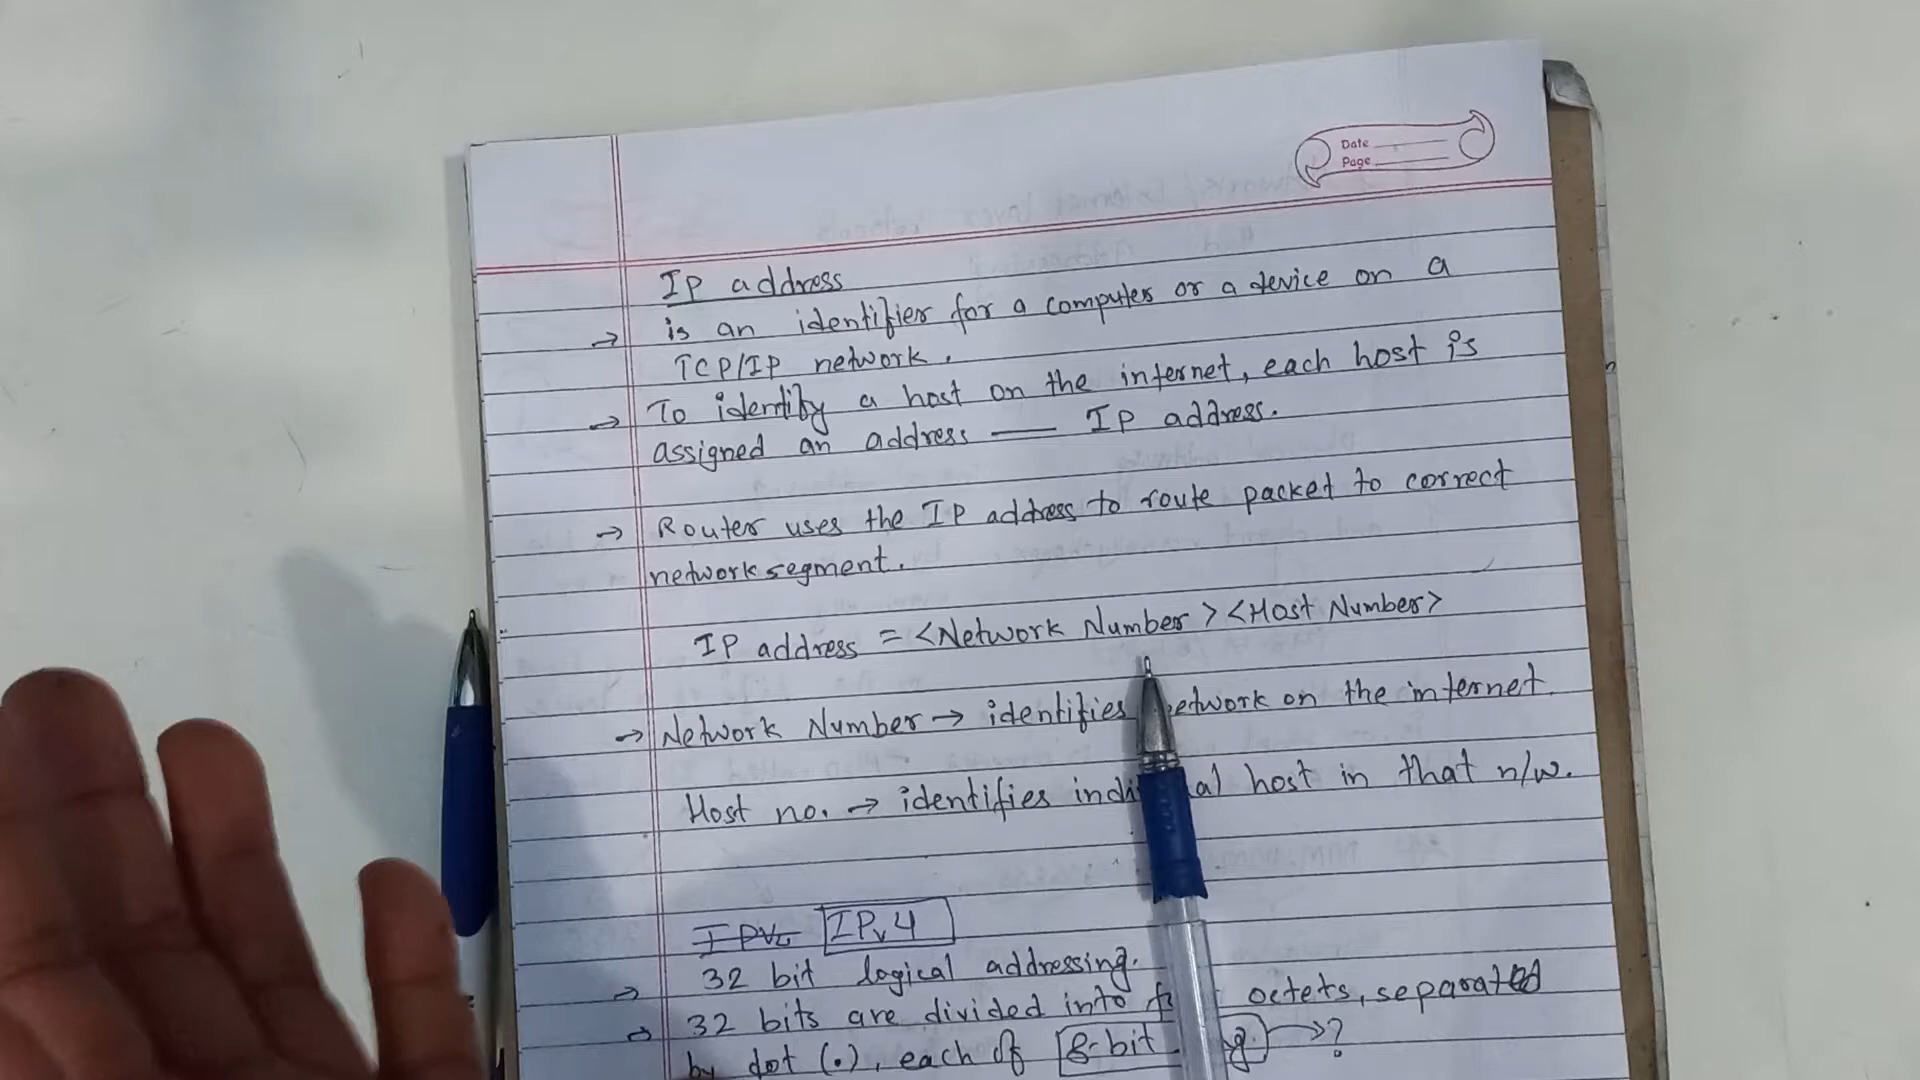 Date
Page
IP address
→ is an identifier for a computer or a device on a
TCP/IP network.
→ To identify a host on the internet, each host is
assigned an address — IP address.
→ Router uses the IP address to route packet to correct
network segment.
IP address = <Network Number><Host Number>
→ Network Number → identifies network on the internet.
Host no. → identifies host in that n/w.
IPv4
→ 32 bit logical addressing.
→ 32 bits are divided into octets, separated
by dot (.), each of 8-bit →?